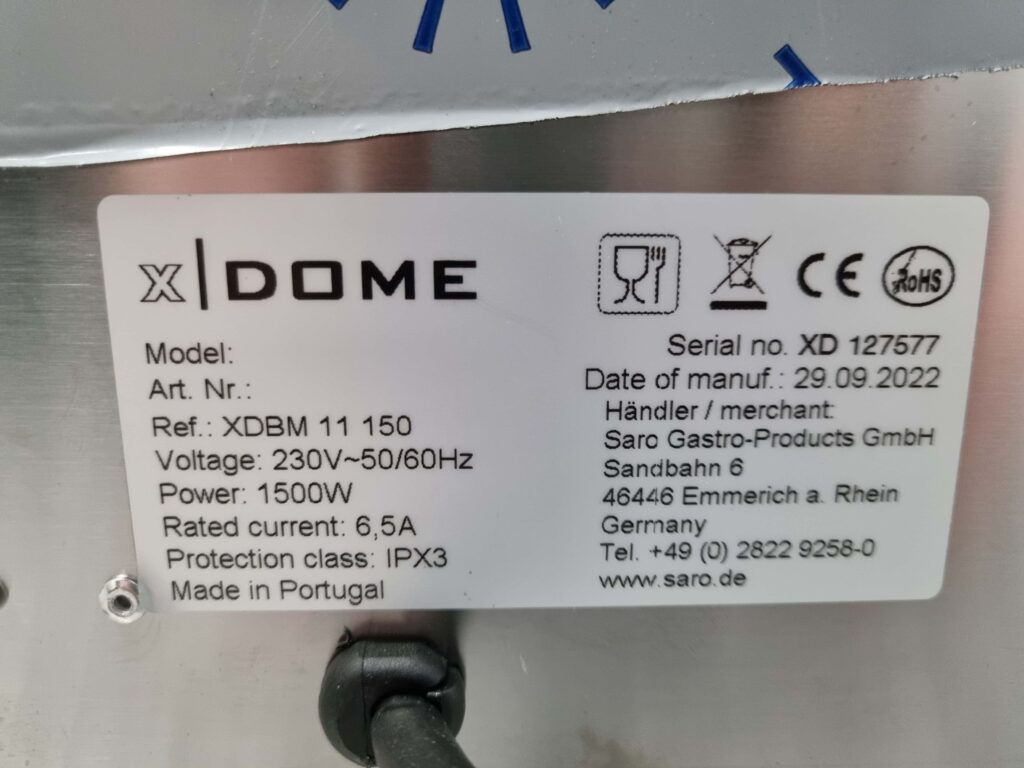 x|DOME
CE
RoHS
Model:
Art. Nr.:
Ref.: XDBM 11 150
Voltage: 230V~50/60Hz
Power: 1500W
Rated current: 6,5A
Protection class: IPX3
Made in Portugal
Serial no. XD 127577
Date of manuf.: 29.09.2022
Händler / merchant:
Saro Gastro-Products GmbH
Sandbahn 6
46446 Emmerich a. Rhein
Germany
Tel. +49 (0) 2822 9258-0
www.saro.de